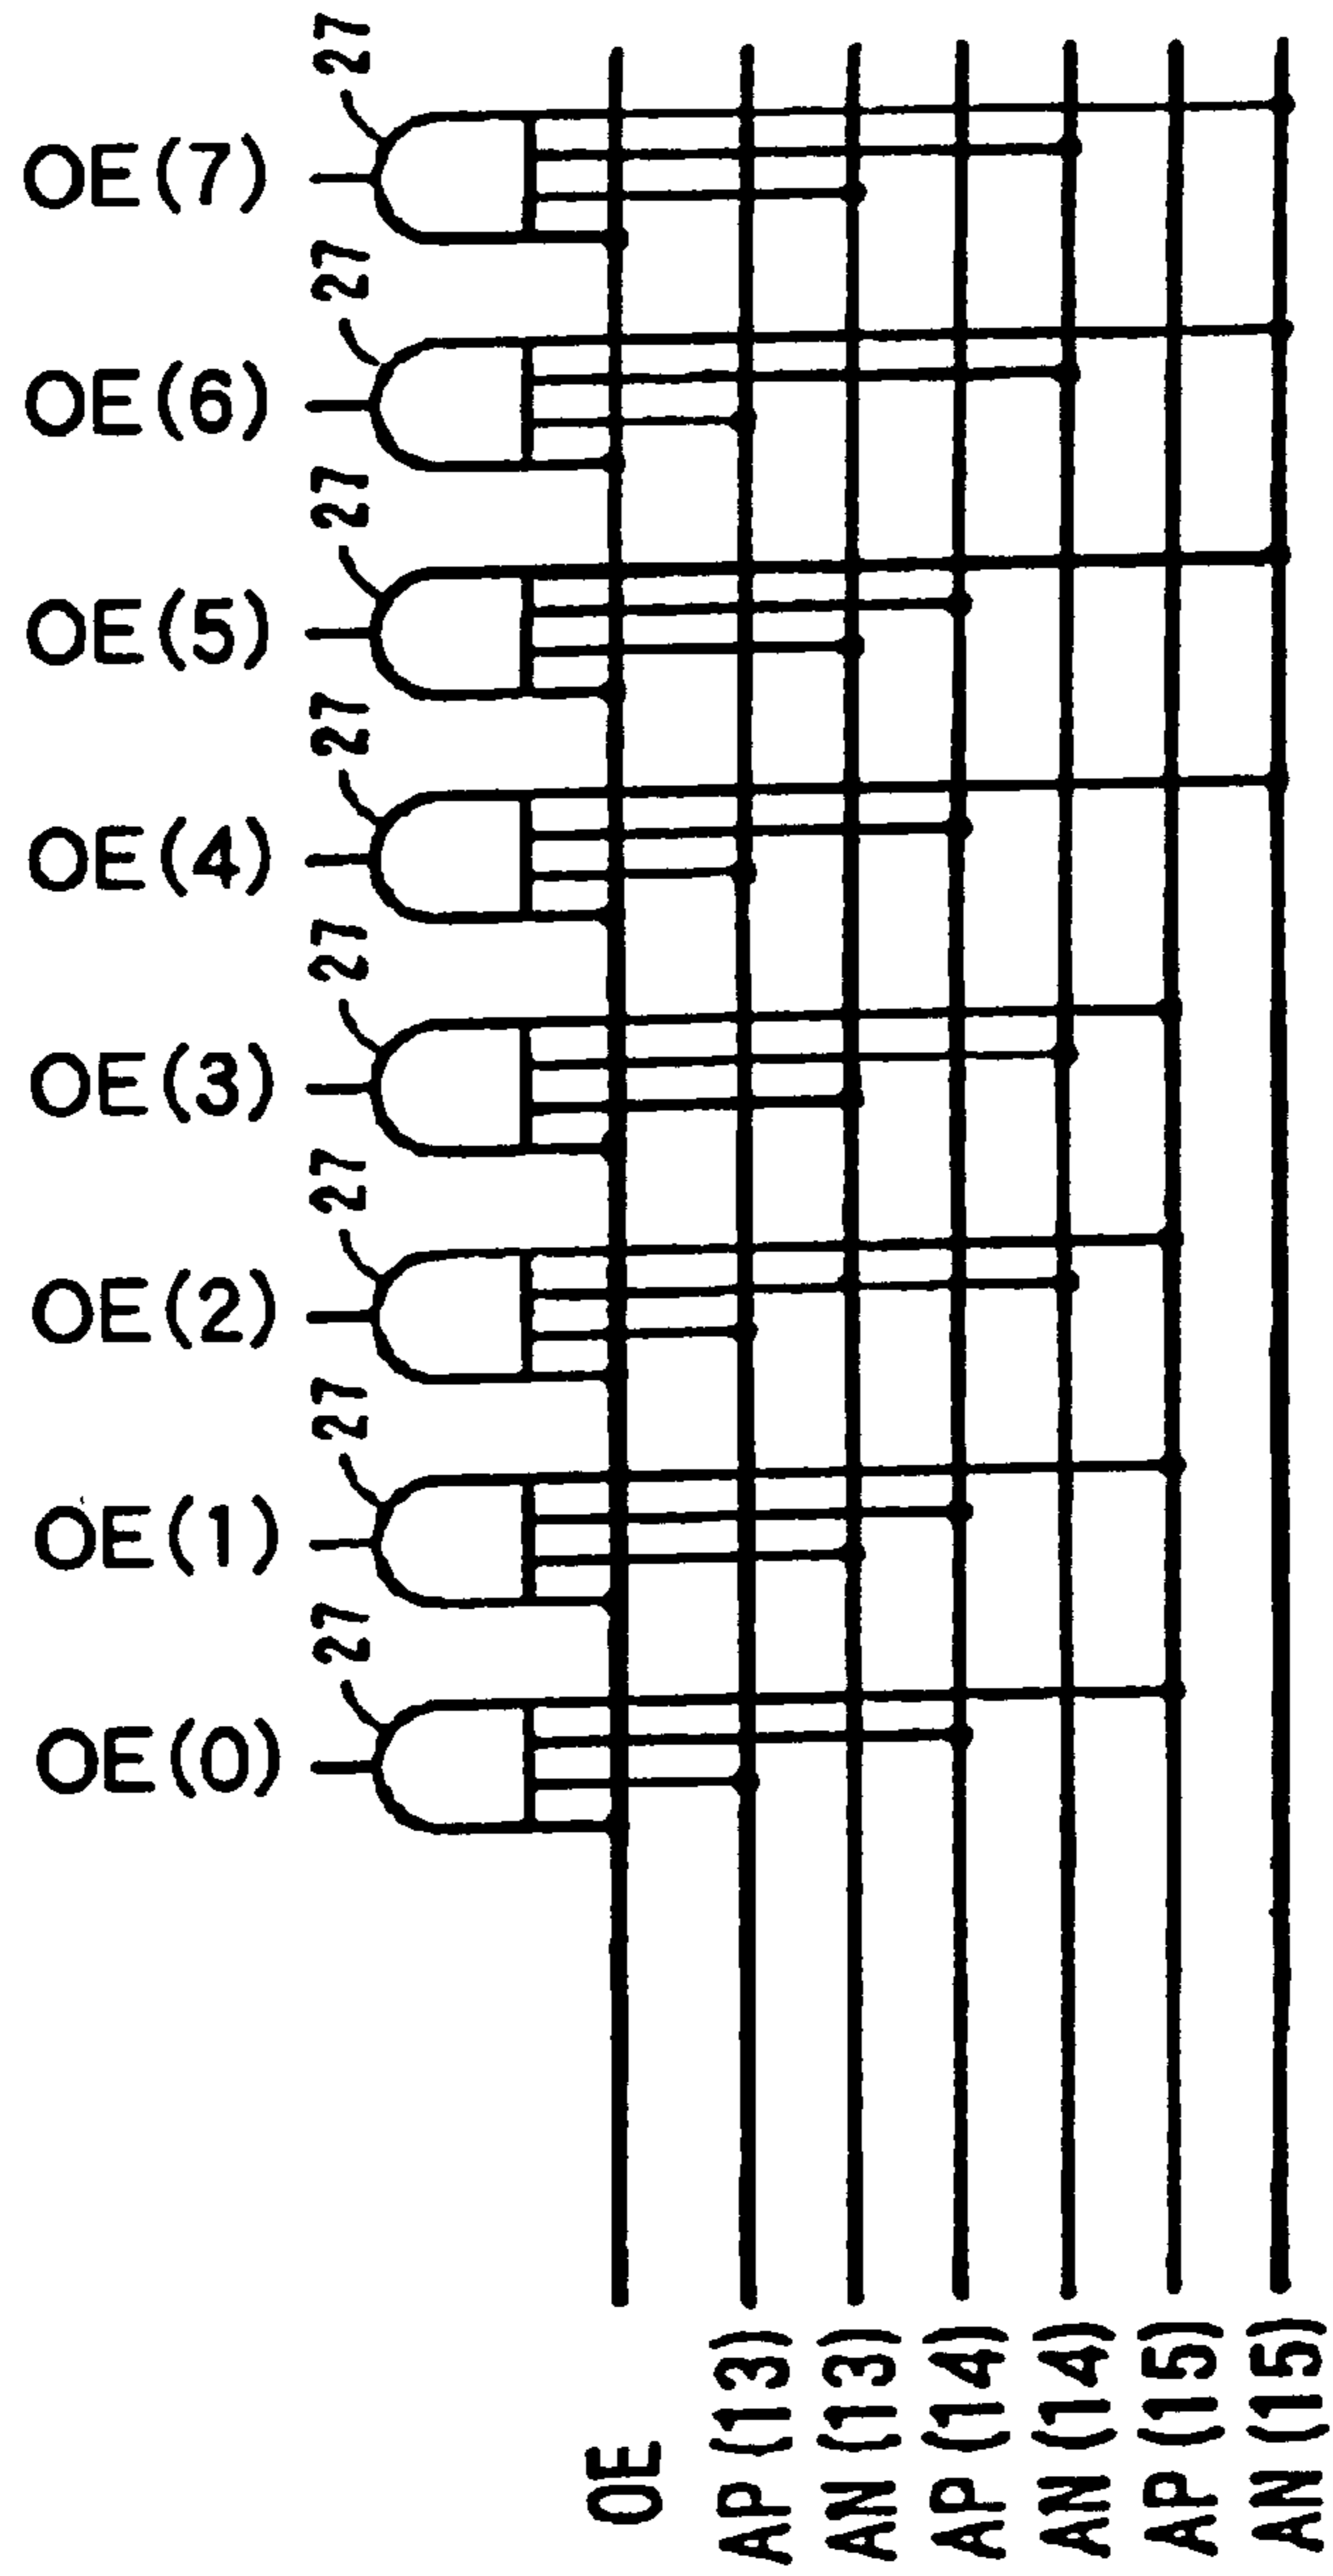 27
OE(7)
27
OE(6)
27
OE(5)
27
OE(4)
27
OE(3)
27
OE(2)
27
OE(1)
27
OE(0)
OE
AP(13)
AN(13)
AP(14)
AN(14)
AP(15)
AN(15)